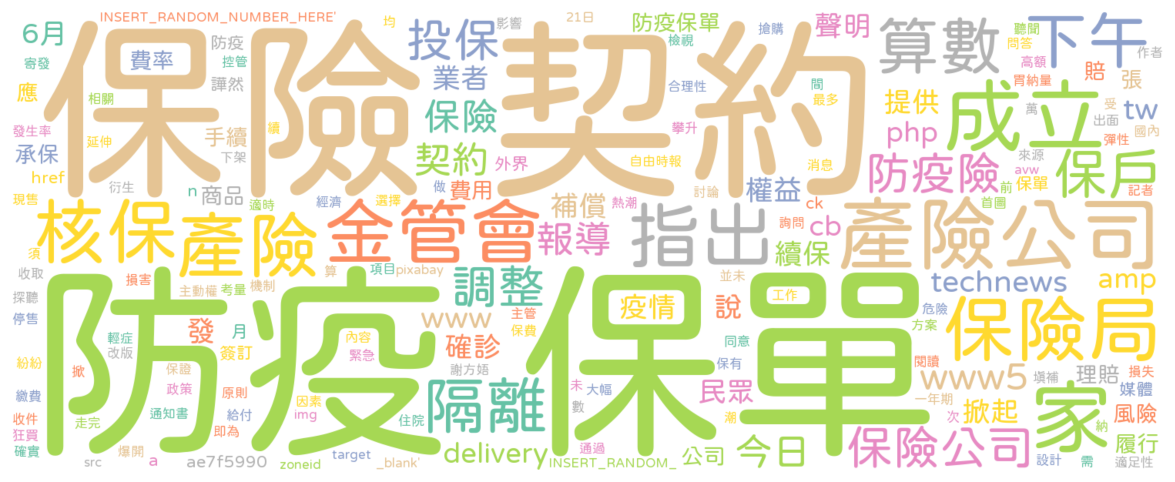 INSERT_RANDOM_NUMBER_HERE'
均
影響
21日
防疫保單
搶購
聲明
算數
下午
聽聞
問答
作者
6月
寄發
費率
防疫
控管
投保
業者
檢視
合理性
間
最多
高額
胃納量
賠
張
保險契約
譁然
應
相關
發生率
延伸
手續
下架
續
保險
攀升
提供
php
成立
萬
受
出面
tw
彈性
國內
承保
href
衍生
n
商品
適時
契約
外界
自由時報
消息
防疫險
來源
avw
前
保單
保戶
記者
首圖
現售
經濟
選擇
做
費用
熱潮
補償
討論
權益
詢問
ck
cb
核保
產險
金管會
報導
指出
續保
產險公司
須
收取
探聽
停售
損害
主動權
考量
機制
算
項目
pixabay
調整
疫情
並未
工作
technews
amp
危險
方案
防疫保單
輕症
改版
發
月
簽訂
內容
緊急
www
主管
保費
確診
說
同意
保有
保險局
紛紛
掀
保證
政策
謝方娪
閱讀
www5
塡補
理賠
損失
媒體
繳費
收件
狂買
確實
原則
通知書
給付
因素
img
隔離
住院
未
數
大幅
民眾
潮
一年期
次
掀起
家
納
風險
履行
走完
即為
爆開
src
a
ae7f5990
zoneid
target
_blank'
delivery
通過
INSERT_RANDOM_
公司
今日
保險公司
設計
需
適足性